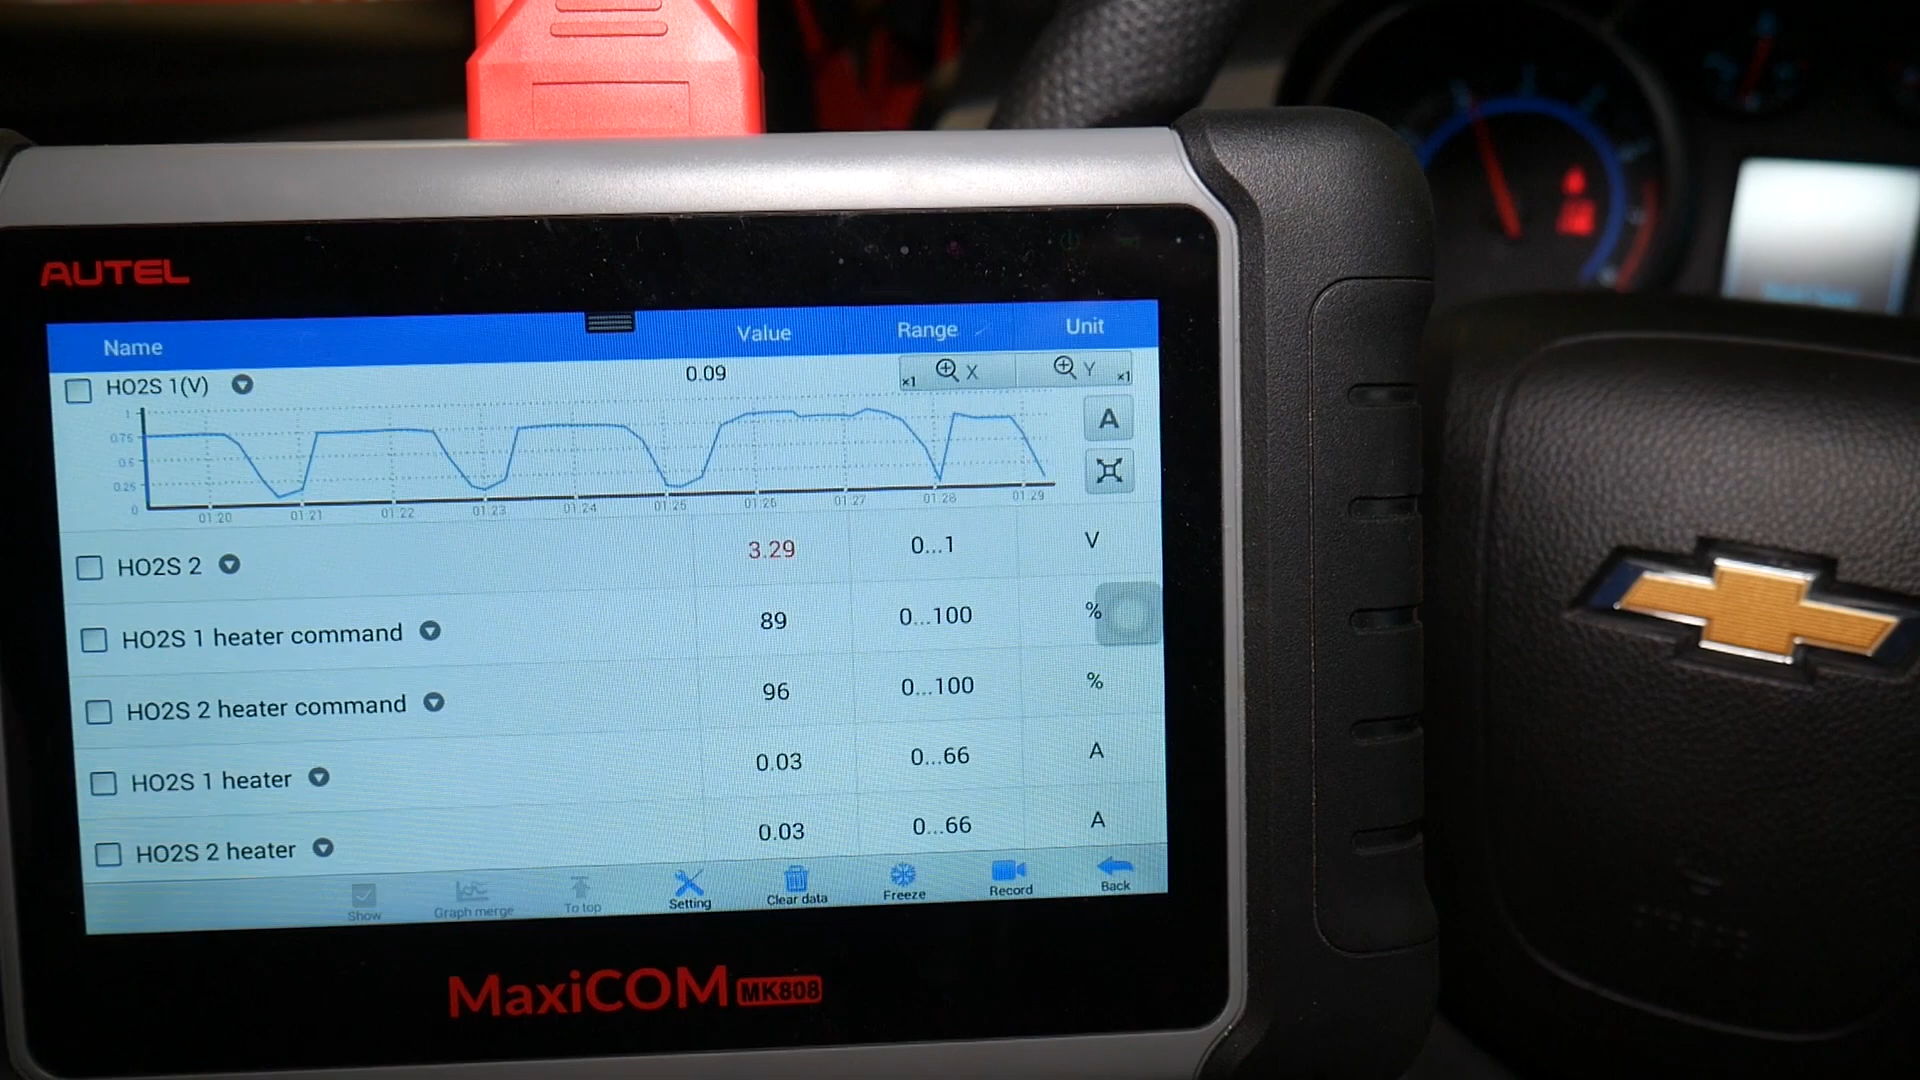 AUTEL
Name Value Range Unit
HO2S 1(V) 0.09 ×1 X Y ×1
1
0.75
0.5
0.25
0
A
01:20 01:21 01:22 01:23 01:24 01:25 01:26 01:27 01:28 01:29
HO2S 2 3.29 0...1 V
HO2S 1 heater command 89 0...100 %
HO2S 2 heater command 96 0...100 %
HO2S 1 heater 0.03 0...66 A
HO2S 2 heater 0.03 0...66 A
Show Graph merge To top Setting Clear data Freeze Record Back
MaxiCOM MK808